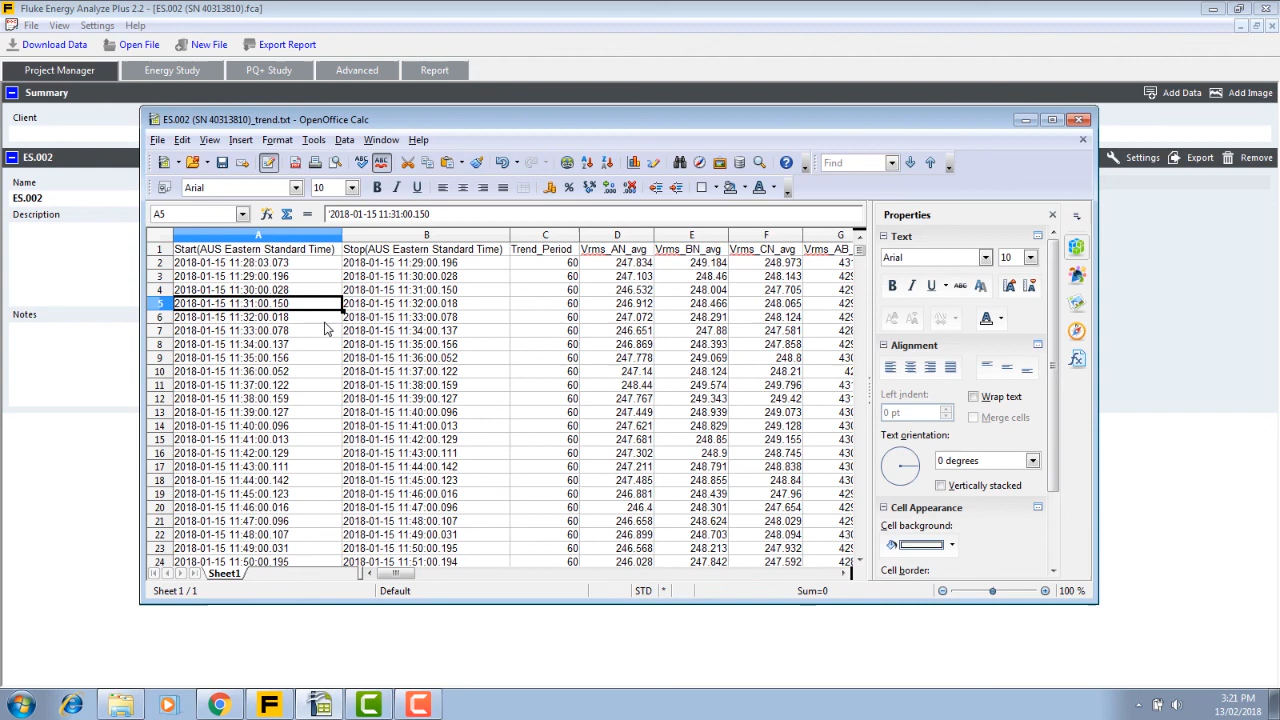 Fluke Energy Analyze Plus 2.2 - [ES.002 (SN 40313810).fca]
File View Settings Help
Download Data Open File New File Export Report
Project Manager Energy Study PQ+ Study Advanced Report
Summary Add Data Add Image
Client
ES.002 Settings Export Remove
Name
ES.002
Description
Notes
ES.002 (SN 40313810)_trend.txt - OpenOffice Calc
File Edit View Insert Format Tools Data Window Help
Find
Arial 10
A5 '2018-01-15 11:31:00.150
A B C D E F G
1 Start(AUS Eastern Standard Time) Stop(AUS Eastern Standard Time) Trend_Period Vrms_AN_avg Vrms_BN_avg Vrms_CN_avg Vrms_AB
2 2018-01-15 11:28:03.073 2018-01-15 11:29:00.196 60 247.834 249.184 248.973 431
3 2018-01-15 11:29:00.196 2018-01-15 11:30:00.028 60 247.103 248.46 248.143 429
4 2018-01-15 11:30:00.028 2018-01-15 11:31:00.150 60 246.532 248.004 247.705 428
5 2018-01-15 11:31:00.150 2018-01-15 11:32:00.018 60 246.912 248.466 248.065 429
6 2018-01-15 11:32:00.018 2018-01-15 11:33:00.078 60 247.072 248.291 248.124 429
7 2018-01-15 11:33:00.078 2018-01-15 11:34:00.137 60 246.651 247.88 247.581 428
8 2018-01-15 11:34:00.137 2018-01-15 11:35:00.156 60 246.869 248.393 247.858 429
9 2018-01-15 11:35:00.156 2018-01-15 11:36:00.052 60 247.778 249.069 248.8 430
10 2018-01-15 11:36:00.052 2018-01-15 11:37:00.122 60 247.14 248.124 248.21 42
11 2018-01-15 11:37:00.122 2018-01-15 11:38:00.159 60 248.44 249.574 249.796 431
12 2018-01-15 11:38:00.159 2018-01-15 11:39:00.127 60 247.767 249.343 249.42 430
13 2018-01-15 11:39:00.127 2018-01-15 11:40:00.096 60 247.449 248.939 249.073 430
14 2018-01-15 11:40:00.096 2018-01-15 11:41:00.013 60 247.621 248.829 249.128 430
15 2018-01-15 11:41:00.013 2018-01-15 11:42:00.129 60 247.681 248.85 249.155 430
16 2018-01-15 11:42:00.129 2018-01-15 11:43:00.111 60 247.302 248.9 248.745 430
17 2018-01-15 11:43:00.111 2018-01-15 11:44:00.142 60 247.211 248.791 248.838 430
18 2018-01-15 11:44:00.142 2018-01-15 11:45:00.123 60 247.485 248.855 248.84 430
19 2018-01-15 11:45:00.123 2018-01-15 11:46:00.016 60 246.881 248.439 247.96 429
20 2018-01-15 11:46:00.016 2018-01-15 11:47:00.096 60 246.4 248.301 247.654 428
21 2018-01-15 11:47:00.096 2018-01-15 11:48:00.107 60 246.658 248.624 248.029 429
22 2018-01-15 11:48:00.107 2018-01-15 11:49:00.031 60 246.899 248.703 248.094 429
23 2018-01-15 11:49:00.031 2018-01-15 11:50:00.195 60 246.568 248.213 247.932 429
24 2018-01-15 11:50:00.195 2018-01-15 11:51:00.194 60 246.028 247.842 247.592 428
Sheet1
Sheet 1 / 1 Default STD * Sum=0 100 %
Properties
Text
Arial 10
Alignment
Left indent: Wrap text
0 pt Merge cells
Text orientation:
0 degrees
Vertically stacked
Cell Appearance
Cell background:
Cell border:
3:21 PM
13/02/2018